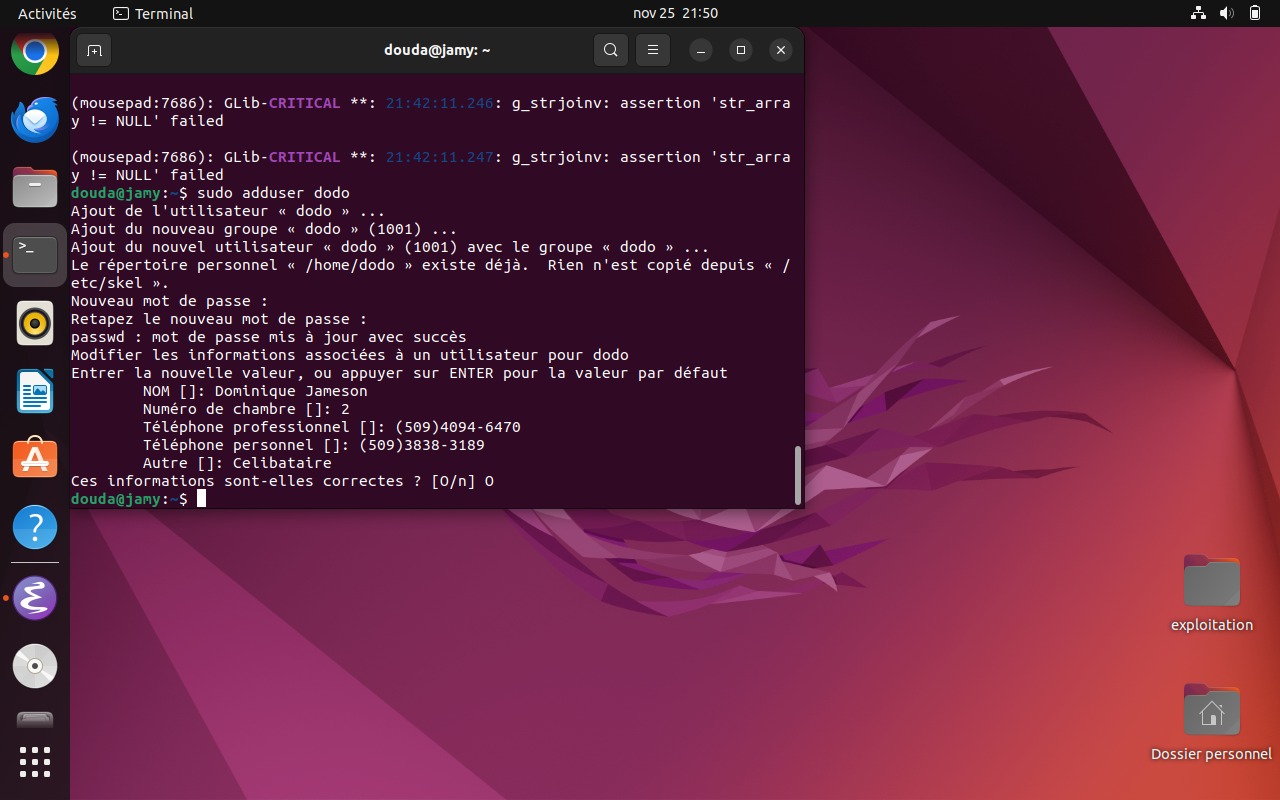 Activités
Terminal
nov 25 21:50
douda@jamy: ~
(mousepad:7686): GLib-CRITICAL **: 21:42:11.246: g_strjoinv: assertion 'str_arra
y != NULL' failed
(mousepad:7686): GLib-CRITICAL **: 21:42:11.247: g_strjoinv: assertion 'str_arra
y != NULL' failed
douda@jamy:~$ sudo adduser dodo
Ajout de l'utilisateur « dodo » ...
Ajout du nouveau groupe « dodo » (1001) ...
Ajout du nouvel utilisateur « dodo » (1001) avec le groupe « dodo » ...
Le répertoire personnel « /home/dodo » existe déjà.  Rien n'est copié depuis « /
etc/skel ».
Nouveau mot de passe :
Retapez le nouveau mot de passe :
passwd : mot de passe mis à jour avec succès
Modifier les informations associées à un utilisateur pour dodo
Entrer la nouvelle valeur, ou appuyer sur ENTER pour la valeur par défaut
NOM []: Dominique Jameson
Numéro de chambre []: 2
Téléphone professionnel []: (509)4094-6470
Téléphone personnel []: (509)3838-3189
Autre []: Celibataire
Ces informations sont-elles correctes ? [O/n] O
douda@jamy:~$
exploitation
Dossier personnel